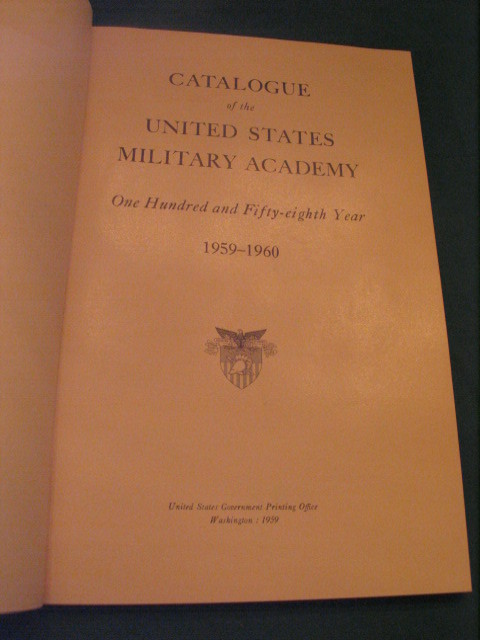 CATALOGUE
of the
UNITED STATES
MILITARY ACADEMY
One Hundred and Fifty-eighth Year
1959–1960
United States Government Printing Office
Washington : 1959